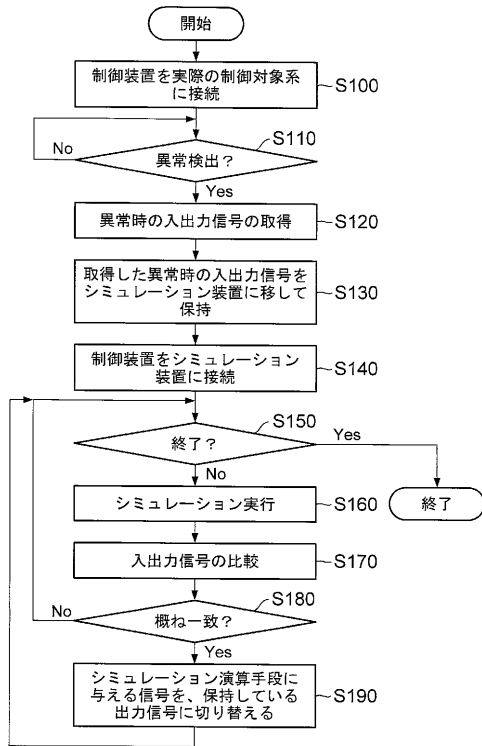 開始
制御装置を実際の制御対象系
に接続
S100
S110
異常検出？
No
Yes
異常時の入出力信号の取得
S120
取得した異常時の入出力信号を
シミュレーション装置に移して
保持
S130
制御装置をシミュレーション
装置に接続
S140
S150
終了？
Yes
No
終了
シミュレーション実行
S160
入出力信号の比較
S170
S180
概ね一致？
No
Yes
シミュレーション演算手段に
与える信号を、保持している
出力信号に切り替える
S190